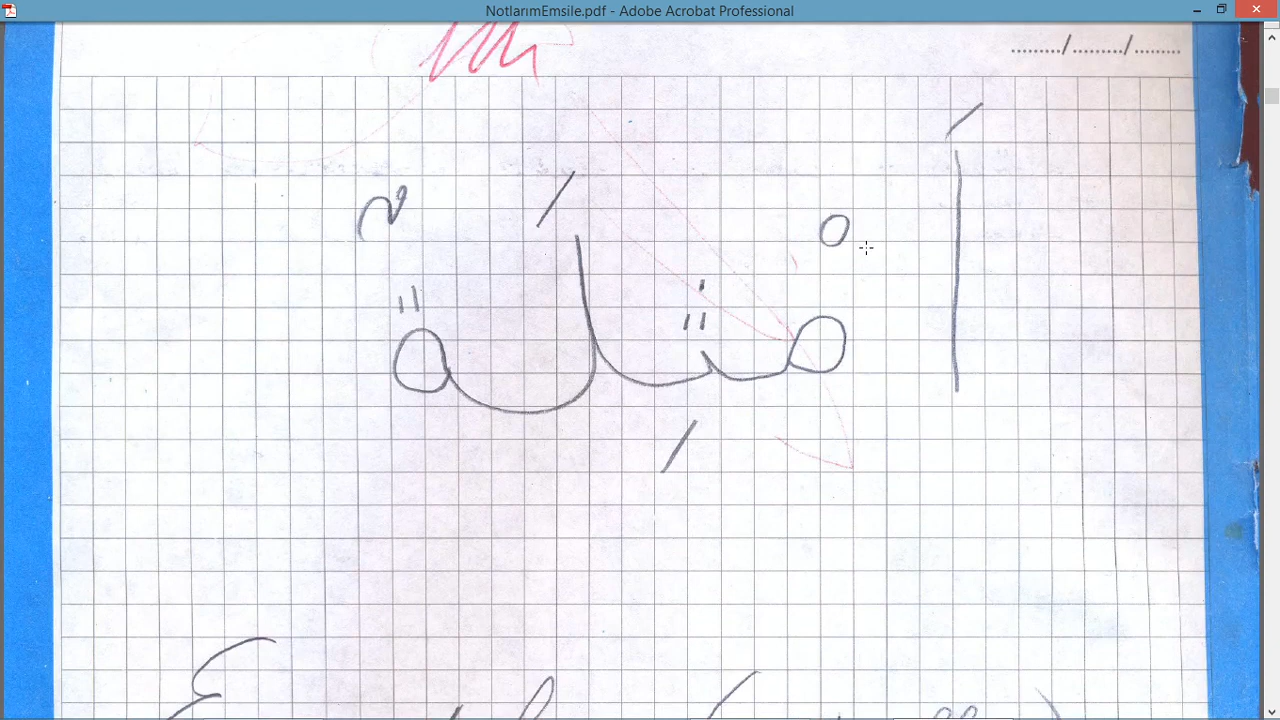 NotlarımEmsile.pdf - Adobe Acrobat Professional
........./........./.........
اَمْثِلَةٌ